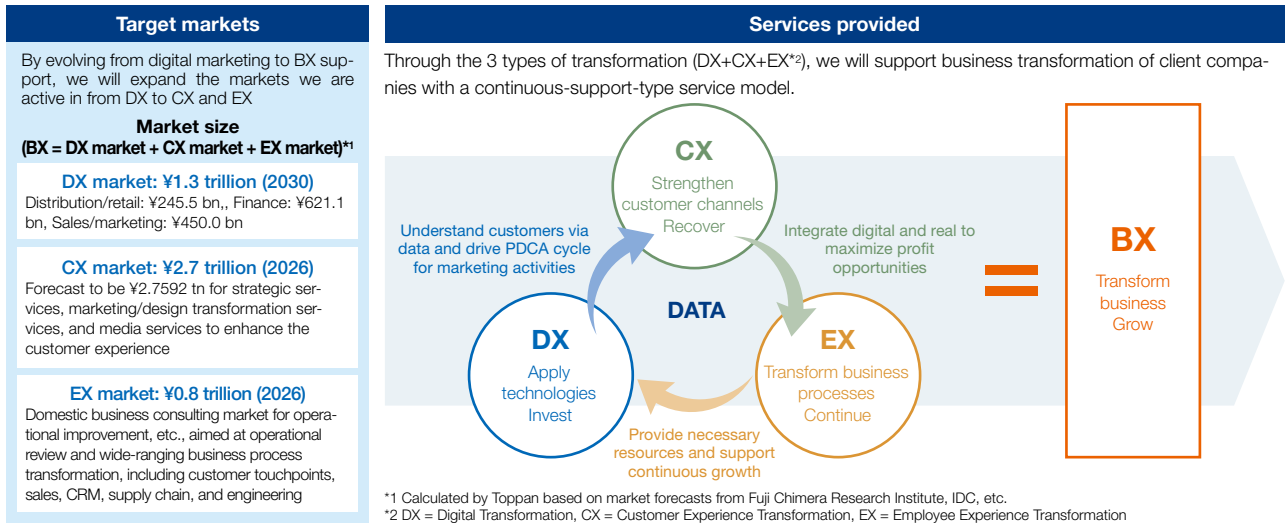 Target markets
By evolving from digital marketing to BX sup-
port, we will expand the markets we are
active in from DX to CX and EX
Market size
(BX = DX market + CX market + EX market)*1
DX market: ¥1.3 trillion (2030)
Distribution/retail: ¥245.5 bn,, Finance: ¥621.1
bn, Sales/marketing: ¥450.0 bn
CX market: ¥2.7 trillion (2026)
Forecast to be ¥2.7592 tn for strategic ser-
vices, marketing/design transformation ser-
vices, and media services to enhance the
customer experience
EX market: ¥0.8 trillion (2026)
Domestic business consulting market for opera-
tional improvement, etc., aimed at operational
review and wide-ranging business process
transformation, including customer touchpoints,
sales, CRM, supply chain, and engineering
Services provided
Through the 3 types of transformation (DX+CX+EX*2), we will support business transformation of client compa-
nies with a continuous-support-type service model.
CX
Strengthen
customer channels
Recover
Understand customers via
data and drive PDCA cycle
for marketing activities
Integrate digital and real to
maximize profit
opportunities
DATA
DX
Apply
technologies
Invest
EX
Transform business
processes
Continue
Provide necessary
resources and support
continuous growth
=
BX
Transform
business
Grow
*1 Calculated by Toppan based on market forecasts from Fuji Chimera Research Institute, IDC, etc.
*2 DX = Digital Transformation, CX = Customer Experience Transformation, EX = Employee Experience Transformation